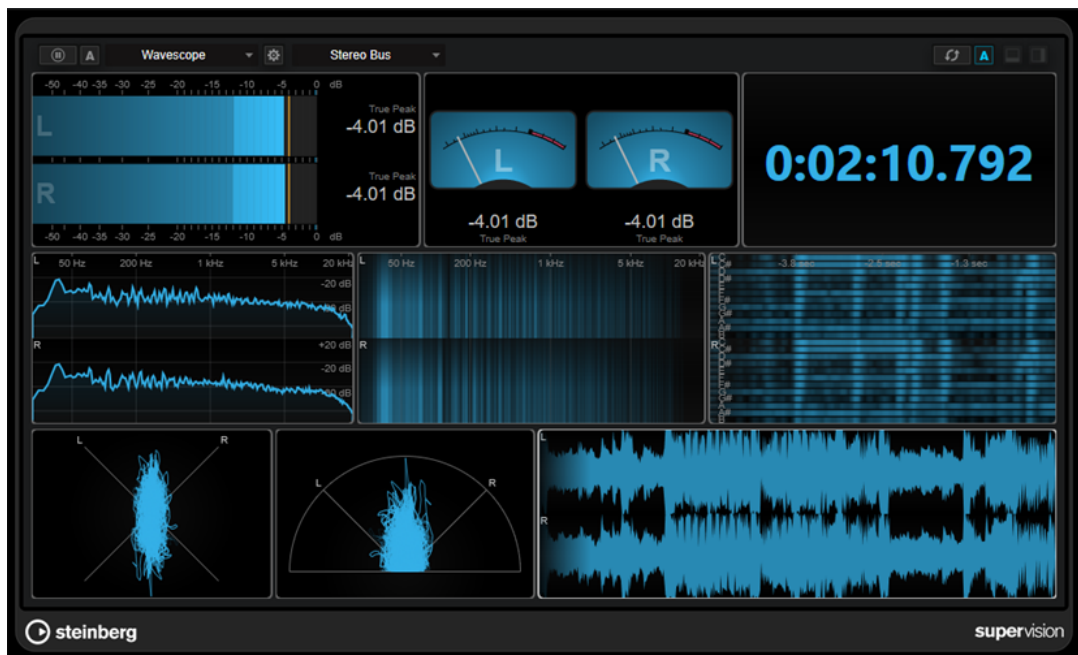 A Wavescope Stereo Bus A
-50 -40 -35 -30 -25 -20 -15 -10 -5 0 dB
L
True Peak
-4.01 dB
R
True Peak
-4.01 dB
-50 -40 -35 -30 -25 -20 -15 -10 -5 0 dB
L
-4.01 dB
True Peak
R
-4.01 dB
True Peak
0:02:10.792
L 50 Hz 200 Hz 1 kHz 5 kHz 20 kHz
-20 dB
R +20 dB
-20 dB
L 50 Hz 200 Hz 1 kHz 5 kHz 20 kHz
R
L -3.8 sec -2.5 sec -1.3 sec
R
L R
L R
L
R
steinberg
supervision